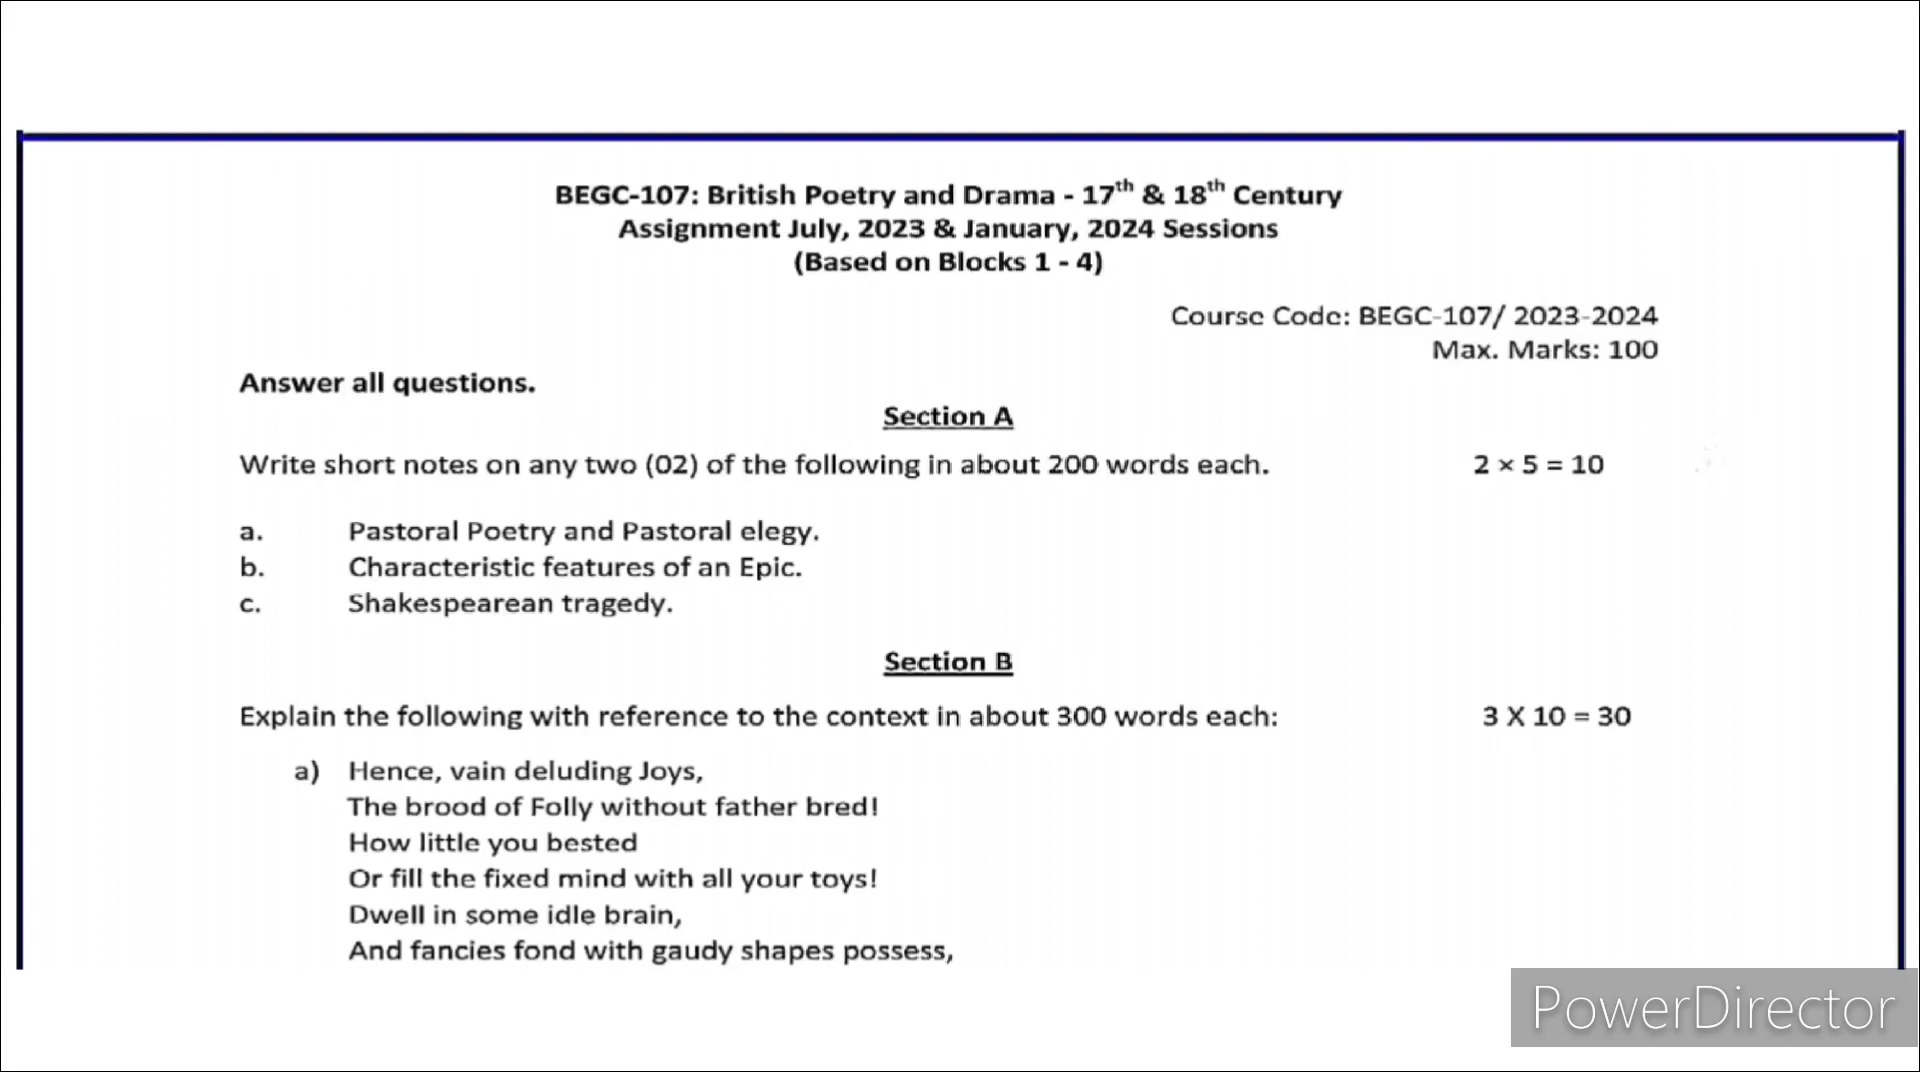 BEGC-107: British Poetry and Drama - 17th & 18th Century
Assignment July, 2023 & January, 2024 Sessions
(Based on Blocks 1 - 4)
Course Code: BEGC-107/ 2023-2024
Max. Marks: 100
Answer all questions.
Section A
Write short notes on any two (02) of the following in about 200 words each. 2 × 5 = 10
a. Pastoral Poetry and Pastoral elegy.
b. Characteristic features of an Epic.
c. Shakespearean tragedy.
Section B
Explain the following with reference to the context in about 300 words each: 3 X 10 = 30
a) Hence, vain deluding Joys,
The brood of Folly without father bred!
How little you bested
Or fill the fixed mind with all your toys!
Dwell in some idle brain,
And fancies fond with gaudy shapes possess,
PowerDirector